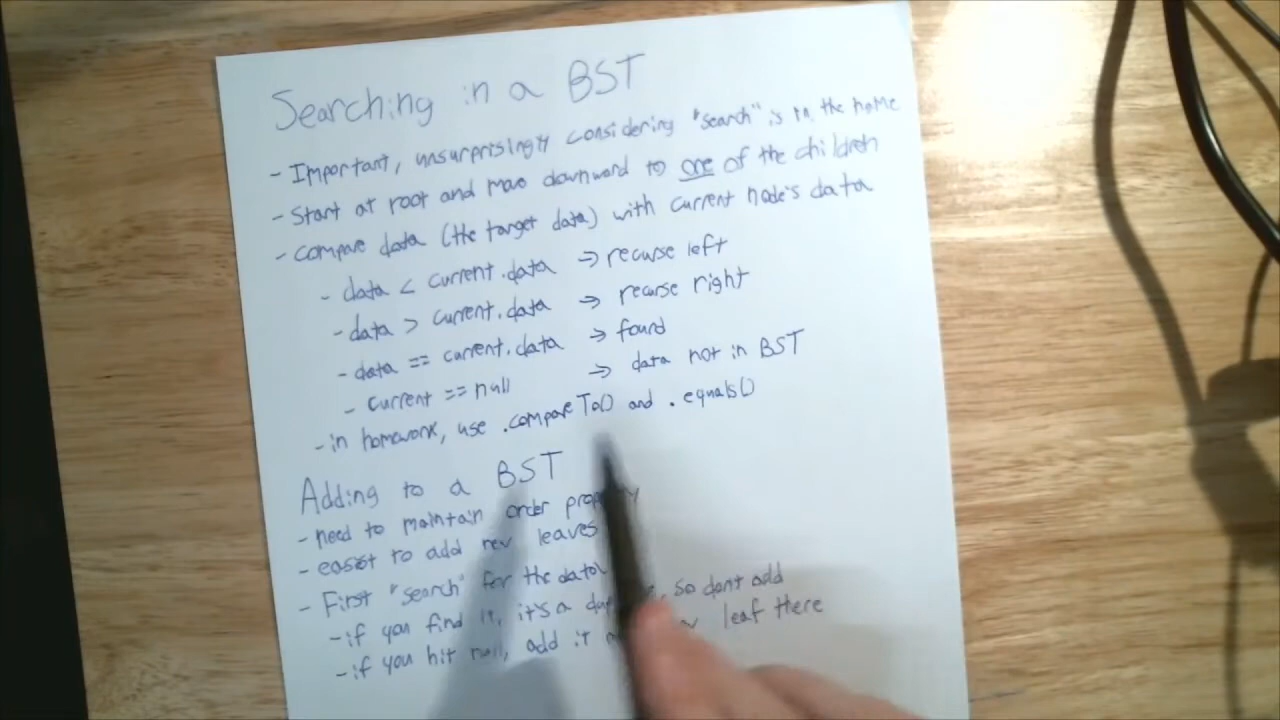 Searching in a BST
- Important, unsurprisingly considering "search" is in the name
- Start at root and move downward to one of the children
- compare data (the target data) with current node's data
- data < current.data → recurse left
- data > current.data → recurse right
- data == current.data → found
- current == null → data not in BST
- in homework, use .compareTo() and .equals()
Adding to a BST
- need to maintain order property
- easist to add new leaves
- First "search" for the data
- if you find it, it's a so dont add
- if you hit null, add it leaf there